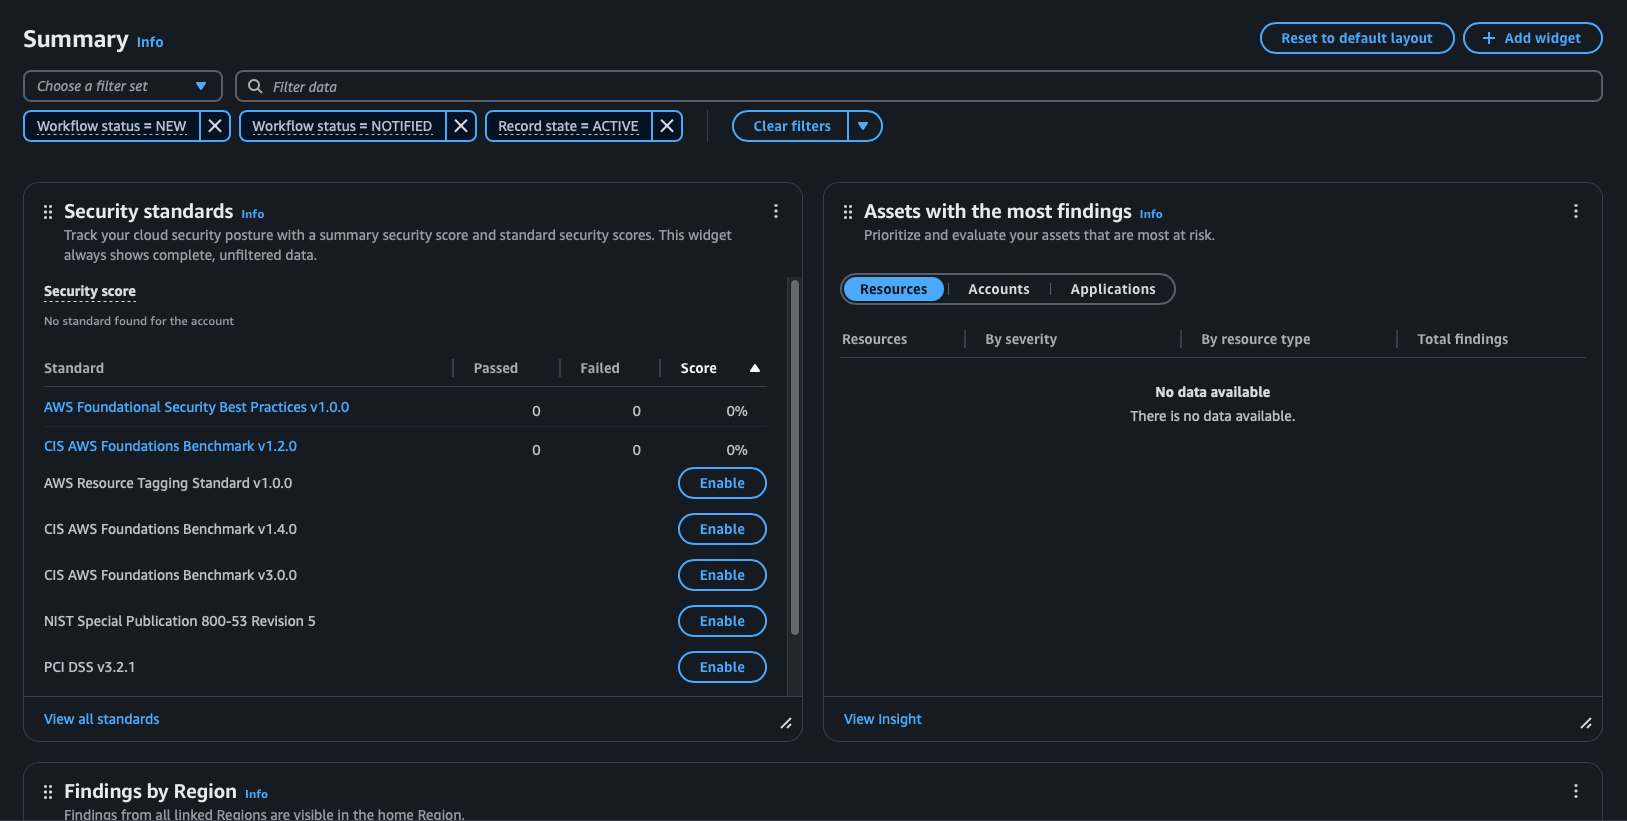 Summary Info
Reset to default layout
Add widget
Choose a filter set
Filter data
Workflow status = NEW
Workflow status = NOTIFIED
Record state = ACTIVE
Clear filters
Security standards Info
Track your cloud security posture with a summary security score and standard security scores. This widget
always shows complete, unfiltered data.
Security score
No standard found for the account
Standard Passed Failed Score
AWS Foundational Security Best Practices v1.0.0 0 0 0%
CIS AWS Foundations Benchmark v1.2.0 0 0 0%
AWS Resource Tagging Standard v1.0.0 Enable
CIS AWS Foundations Benchmark v1.4.0 Enable
CIS AWS Foundations Benchmark v3.0.0 Enable
NIST Special Publication 800-53 Revision 5 Enable
PCI DSS v3.2.1 Enable
View all standards
Assets with the most findings Info
Prioritize and evaluate your assets that are most at risk.
Resources Accounts Applications
Resources By severity By resource type Total findings
No data available
There is no data available.
View Insight
Findings by Region Info
Findings from all linked Regions are visible in the home Region.